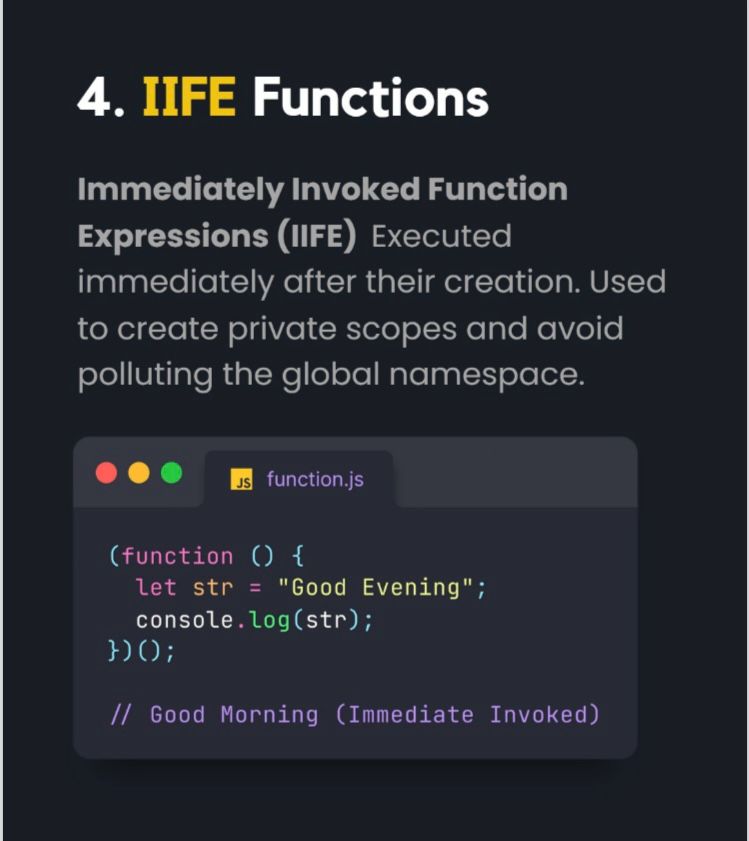 4. IIFE Functions
Immediately Invoked Function
Expressions (IIFE) Executed
immediately after their creation. Used
to create private scopes and avoid
polluting the global namespace.
JS function.js
(function () {
  let str = "Good Evening";
  console.log(str);
})();
// Good Morning (Immediate Invoked)